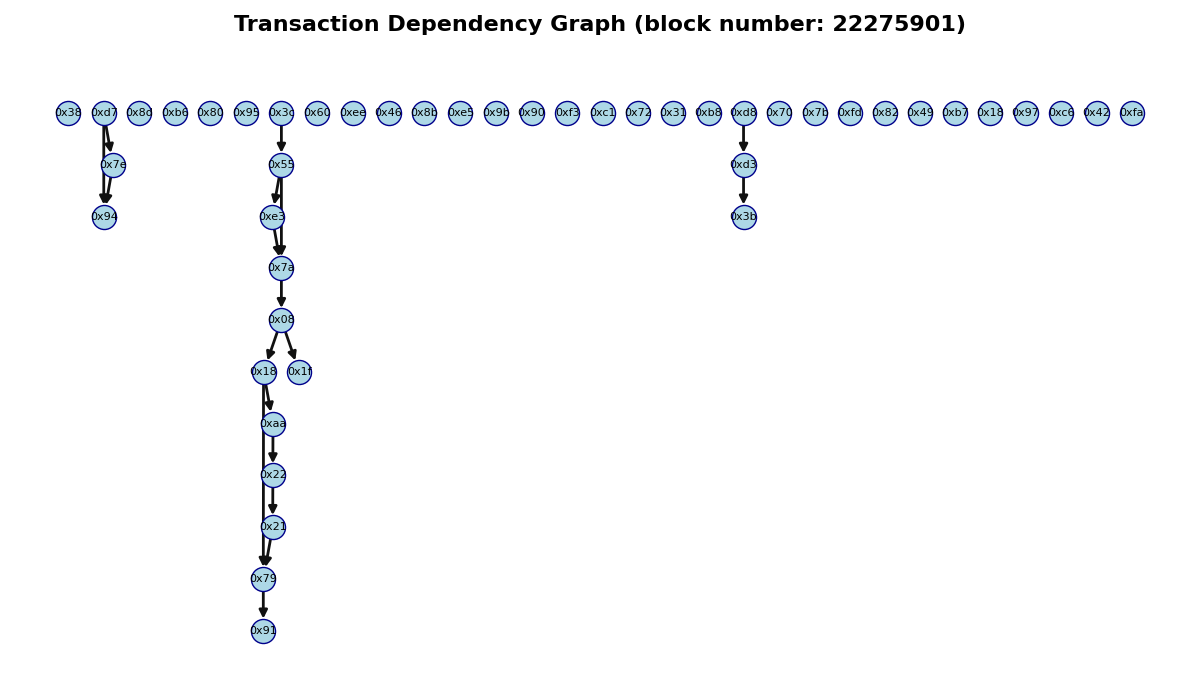 Transaction Dependency Graph (block number: 22275901)
0x38 0xd7 0x8d 0xb6 0x80 0x95 0x3c 0x60 0xee 0x46 0x8b 0xe5 0x9b 0x90 0xf3 0xc1 0x72 0x31 0xb8 0xd8 0x70 0x7b 0xfd 0x82 0x49 0xb7 0x18 0x97 0xc6 0x42 0xfa
0x7e 0x55 0xd3
0x94 0xe3 0x3b
0x7a
0x08
0x18 0x1f
0xaa
0x22
0x21
0x79
0x91